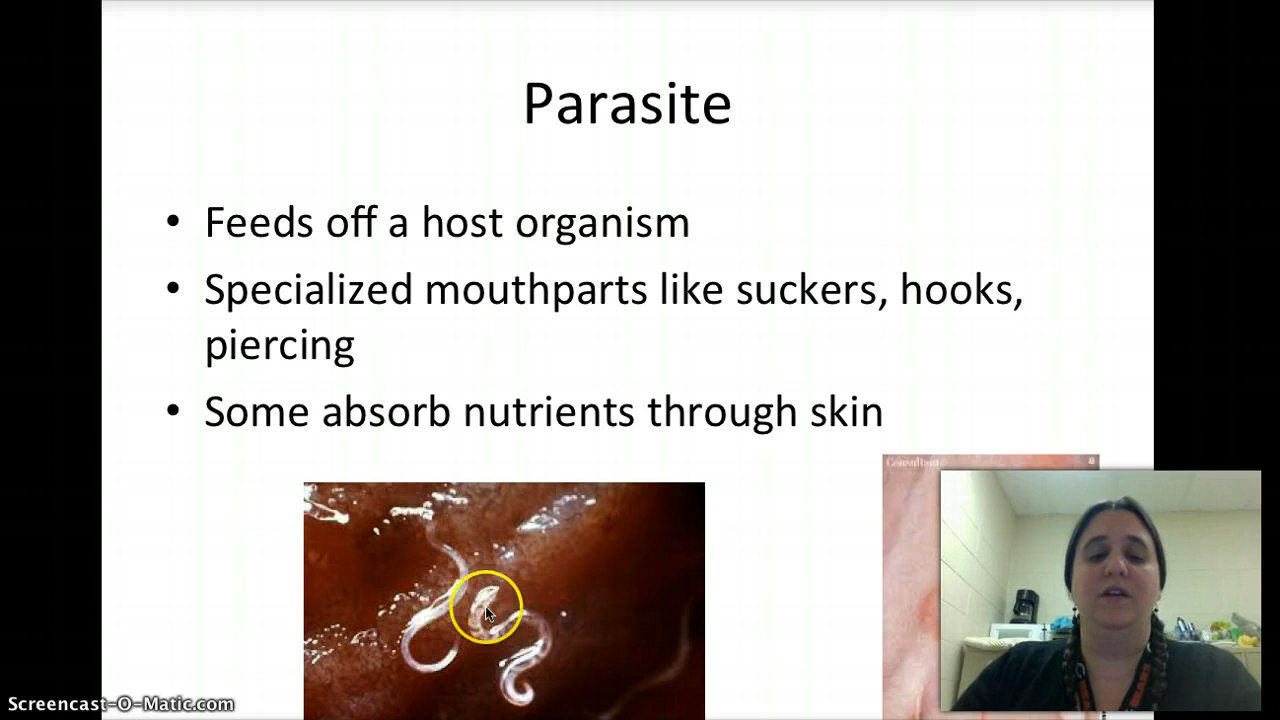 Parasite
• Feeds off a host organism
• Specialized mouthparts like suckers, hooks,
piercing
• Some absorb nutrients through skin
Consultant
Screencast-O-Matic.com